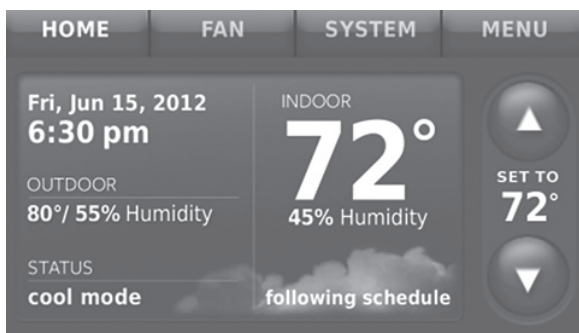 HOME FAN SYSTEM MENU
Fri, Jun 15, 2012
6:30 pm
OUTDOOR
80°/ 55% Humidity
STATUS
cool mode
INDOOR
72°
45% Humidity
following schedule
SET TO
72°